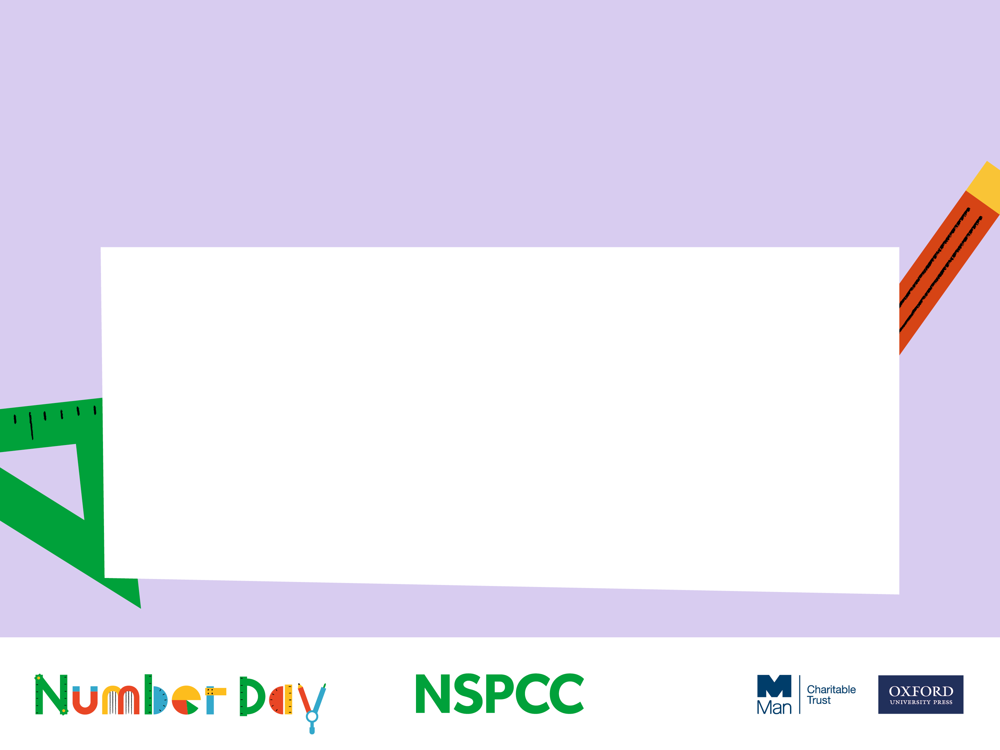 Number Day
NSPCC
Man
Charitable
Trust
OXFORD
UNIVERSITY PRESS